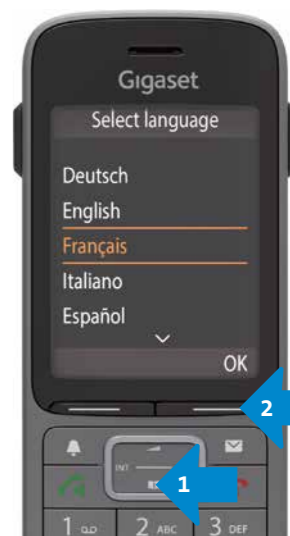 Gigaset
Select language
Deutsch
English
Français
Italiano
Español
OK
2
INT
1
1
2 ABC
3 DEF